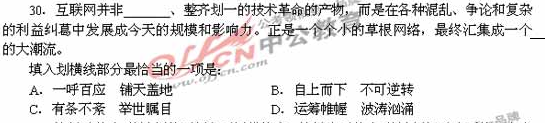 30. 互联网并非______、整齐划一的技术革命的产物，而是在各种混乱、争论和复杂
的利益纠葛中发展成今天的规模和影响力。正是一个个小的草根网络，最终汇集成一个__
的大潮流。
填入划横线部分最恰当的一项是：
A. 一呼百应 铺天盖地 B. 自上而下 不可逆转
C. 有条不紊 举世瞩目 D. 运筹帷幄 波涛汹涌
中公教育